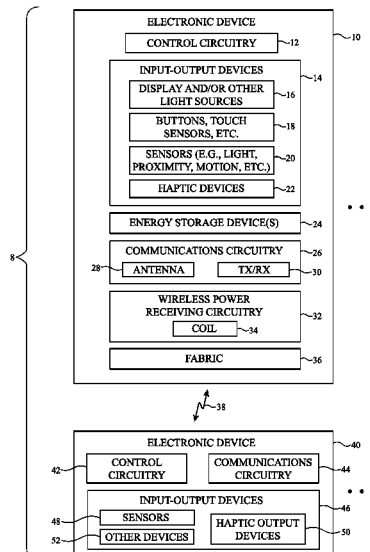 ELECTRONIC DEVICE
10
CONTROL CIRCUITRY
12
INPUT-OUTPUT DEVICES
14
DISPLAY AND/OR OTHER
LIGHT SOURCES
16
BUTTONS, TOUCH
SENSORS, ETC.
18
SENSORS (E.G., LIGHT,
PROXIMITY, MOTION, ETC.)
20
HAPTIC DEVICES
22
ENERGY STORAGE DEVICE(S)
24
COMMUNICATIONS CIRCUITRY
26
28
ANTENNA
TX/RX
30
WIRELESS POWER
RECEIVING CIRCUITRY
32
COIL
34
FABRIC
36
8
38
ELECTRONIC DEVICE
40
42
CONTROL
CIRCUITRY
COMMUNICATIONS
CIRCUITRY
44
INPUT-OUTPUT DEVICES
46
48
SENSORS
HAPTIC OUTPUT
DEVICES
50
52
OTHER DEVICES